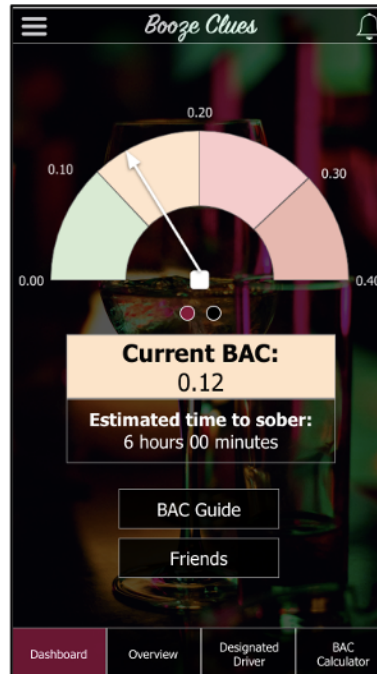 Booze Clues
0.20
0.10
0.30
0.00
0.40
Current BAC:
0.12
Estimated time to sober:
6 hours 00 minutes
BAC Guide
Friends
Dashboard
Overview
Designated
Driver
BAC
Calculator